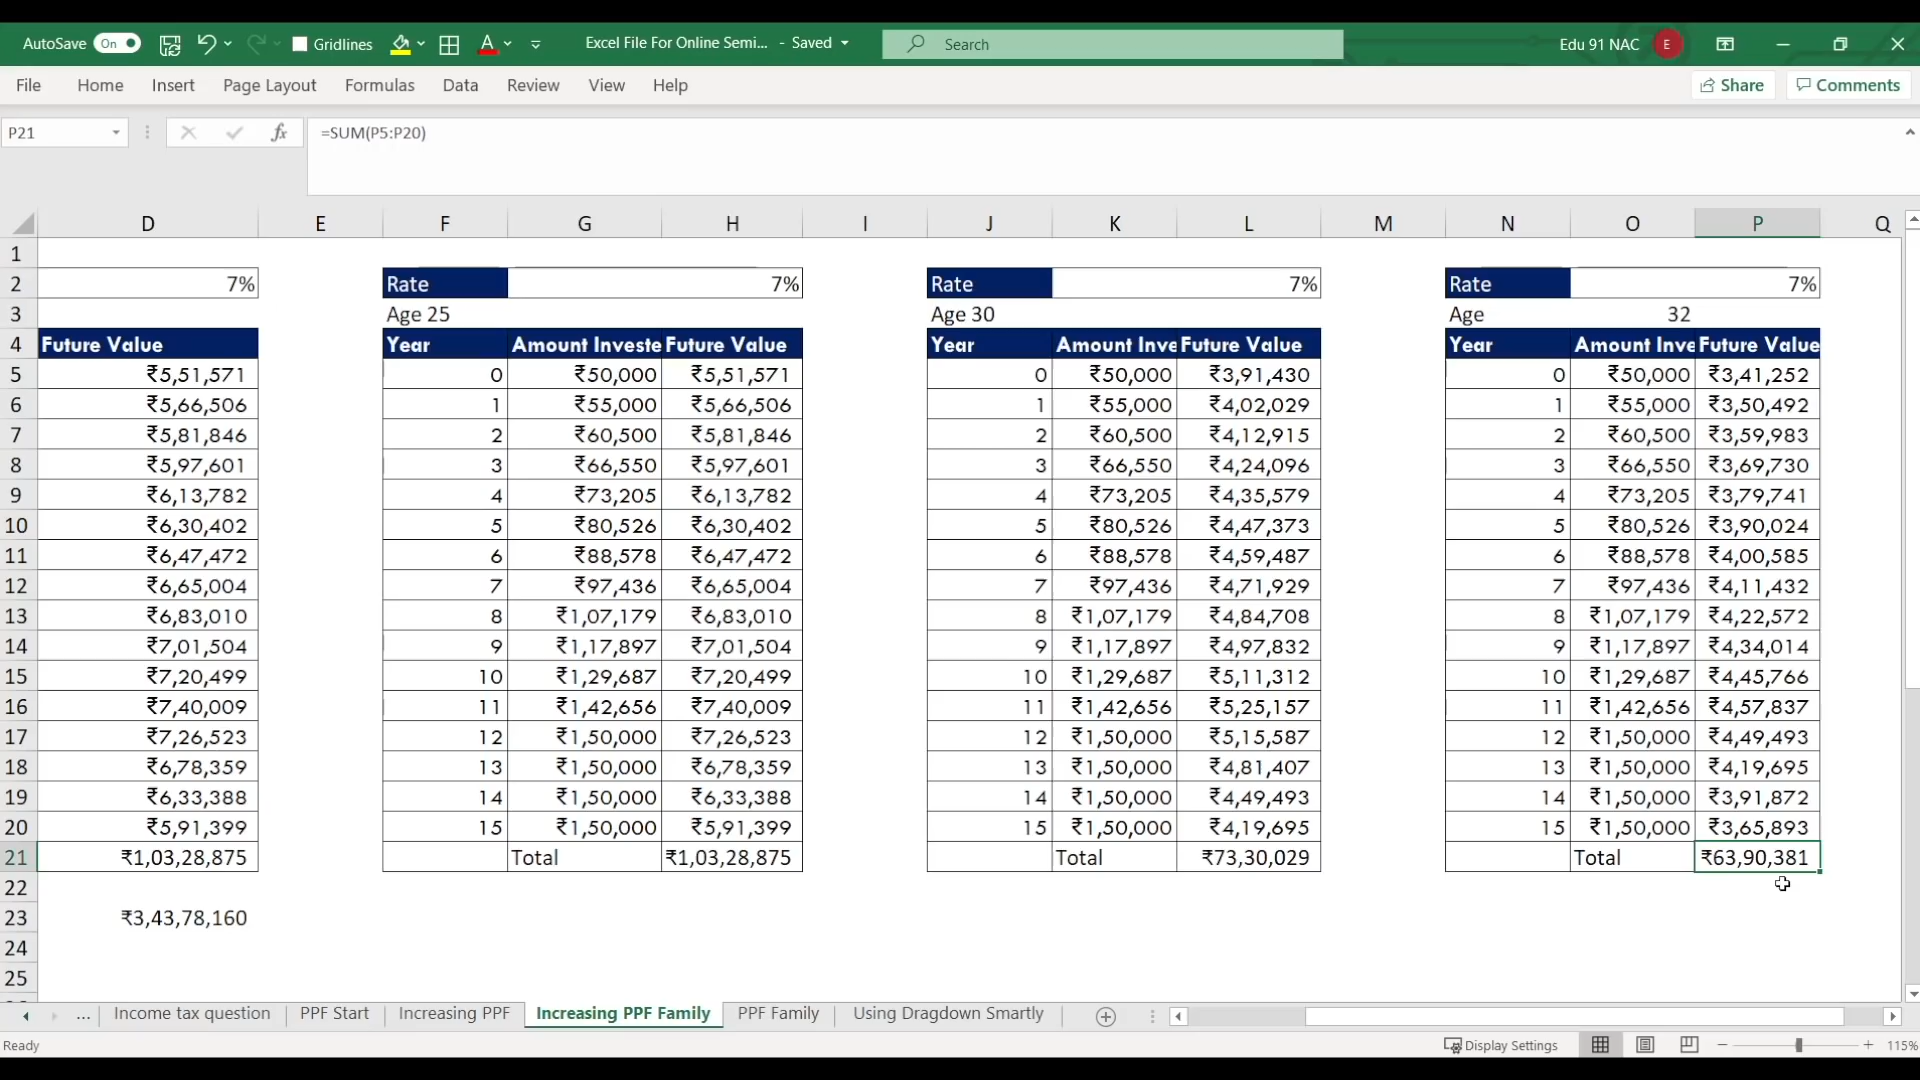 AutoSave On Gridlines A Excel File For Online Semi... - Saved Search Edu 91 NAC E
File Home Insert Page Layout Formulas Data Review View Help Share Comments
P21 fx =SUM(P5:P20)
D E F G H I J K L M N O P Q
1
2 7% Rate 7% Rate 7% Rate 7%
3 Age 25 Age 30 Age 32
4 Future Value Year Amount Investe Future Value Year Amount Inve Future Value Year Amount Inve Future Value
5 ₹5,51,571 0 ₹50,000 ₹5,51,571 0 ₹50,000 ₹3,91,430 0 ₹50,000 ₹3,41,252
6 ₹5,66,506 1 ₹55,000 ₹5,66,506 1 ₹55,000 ₹4,02,029 1 ₹55,000 ₹3,50,492
7 ₹5,81,846 2 ₹60,500 ₹5,81,846 2 ₹60,500 ₹4,12,915 2 ₹60,500 ₹3,59,983
8 ₹5,97,601 3 ₹66,550 ₹5,97,601 3 ₹66,550 ₹4,24,096 3 ₹66,550 ₹3,69,730
9 ₹6,13,782 4 ₹73,205 ₹6,13,782 4 ₹73,205 ₹4,35,579 4 ₹73,205 ₹3,79,741
10 ₹6,30,402 5 ₹80,526 ₹6,30,402 5 ₹80,526 ₹4,47,373 5 ₹80,526 ₹3,90,024
11 ₹6,47,472 6 ₹88,578 ₹6,47,472 6 ₹88,578 ₹4,59,487 6 ₹88,578 ₹4,00,585
12 ₹6,65,004 7 ₹97,436 ₹6,65,004 7 ₹97,436 ₹4,71,929 7 ₹97,436 ₹4,11,432
13 ₹6,83,010 8 ₹1,07,179 ₹6,83,010 8 ₹1,07,179 ₹4,84,708 8 ₹1,07,179 ₹4,22,572
14 ₹7,01,504 9 ₹1,17,897 ₹7,01,504 9 ₹1,17,897 ₹4,97,832 9 ₹1,17,897 ₹4,34,014
15 ₹7,20,499 10 ₹1,29,687 ₹7,20,499 10 ₹1,29,687 ₹5,11,312 10 ₹1,29,687 ₹4,45,766
16 ₹7,40,009 11 ₹1,42,656 ₹7,40,009 11 ₹1,42,656 ₹5,25,157 11 ₹1,42,656 ₹4,57,837
17 ₹7,26,523 12 ₹1,50,000 ₹7,26,523 12 ₹1,50,000 ₹5,15,587 12 ₹1,50,000 ₹4,49,493
18 ₹6,78,359 13 ₹1,50,000 ₹6,78,359 13 ₹1,50,000 ₹4,81,407 13 ₹1,50,000 ₹4,19,695
19 ₹6,33,388 14 ₹1,50,000 ₹6,33,388 14 ₹1,50,000 ₹4,49,493 14 ₹1,50,000 ₹3,91,872
20 ₹5,91,399 15 ₹1,50,000 ₹5,91,399 15 ₹1,50,000 ₹4,19,695 15 ₹1,50,000 ₹3,65,893
21 ₹1,03,28,875 Total ₹1,03,28,875 Total ₹73,30,029 Total ₹63,90,381
22
23 ₹3,43,78,160
24
25
... Income tax question PPF Start Increasing PPF Increasing PPF Family PPF Family Using Dragdown Smartly
Ready Display Settings 115%